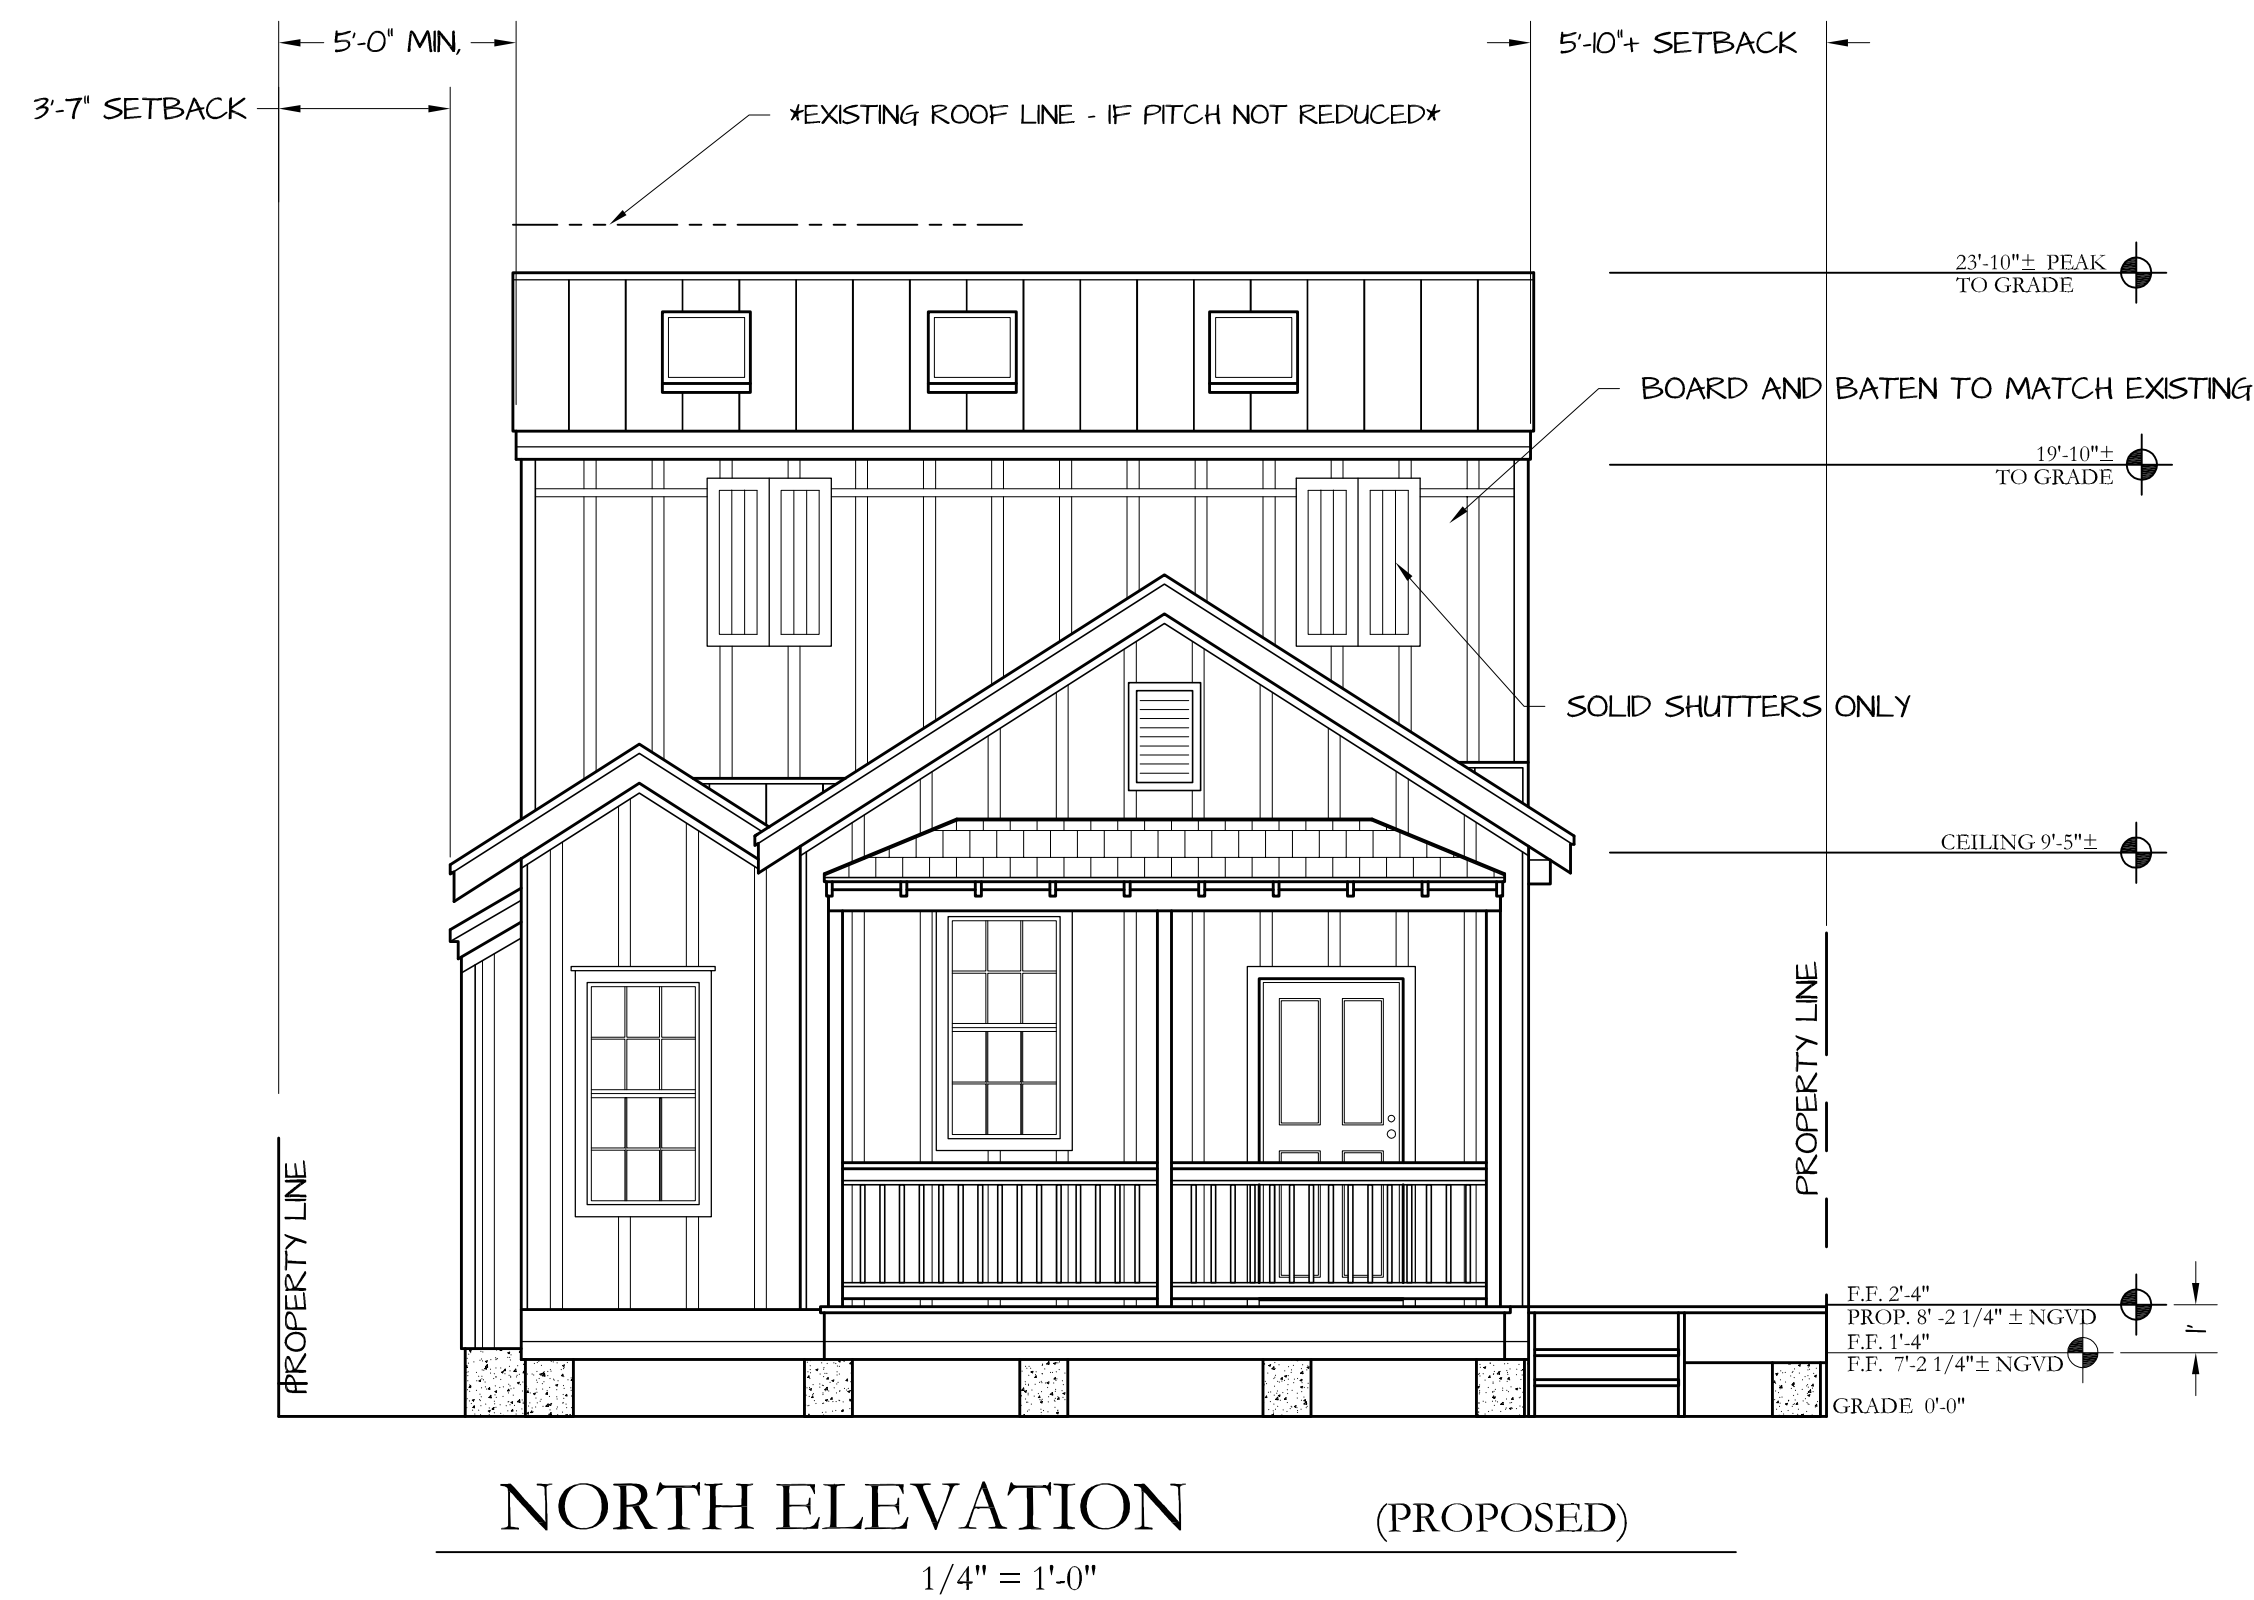 5'-0" MIN,
5'-10"+ SETBACK
3'-7" SETBACK
*EXISTING ROOF LINE - IF PITCH NOT REDUCED*
23'-10"± PEAK
TO GRADE
BOARD AND BATEN TO MATCH EXISTING
19'-10"±
TO GRADE
SOLID SHUTTERS ONLY
CEILING 9'-5"±
PROPERTY LINE
PROPERTY LINE
F.F. 2'-4"
PROP. 8' -2 1/4" ± NGVD
1'
F.F. 1'-4"
F.F. 7'-2 1/4"± NGVD
GRADE 0'-0"
NORTH ELEVATION (PROPOSED)
1/4" = 1'-0"